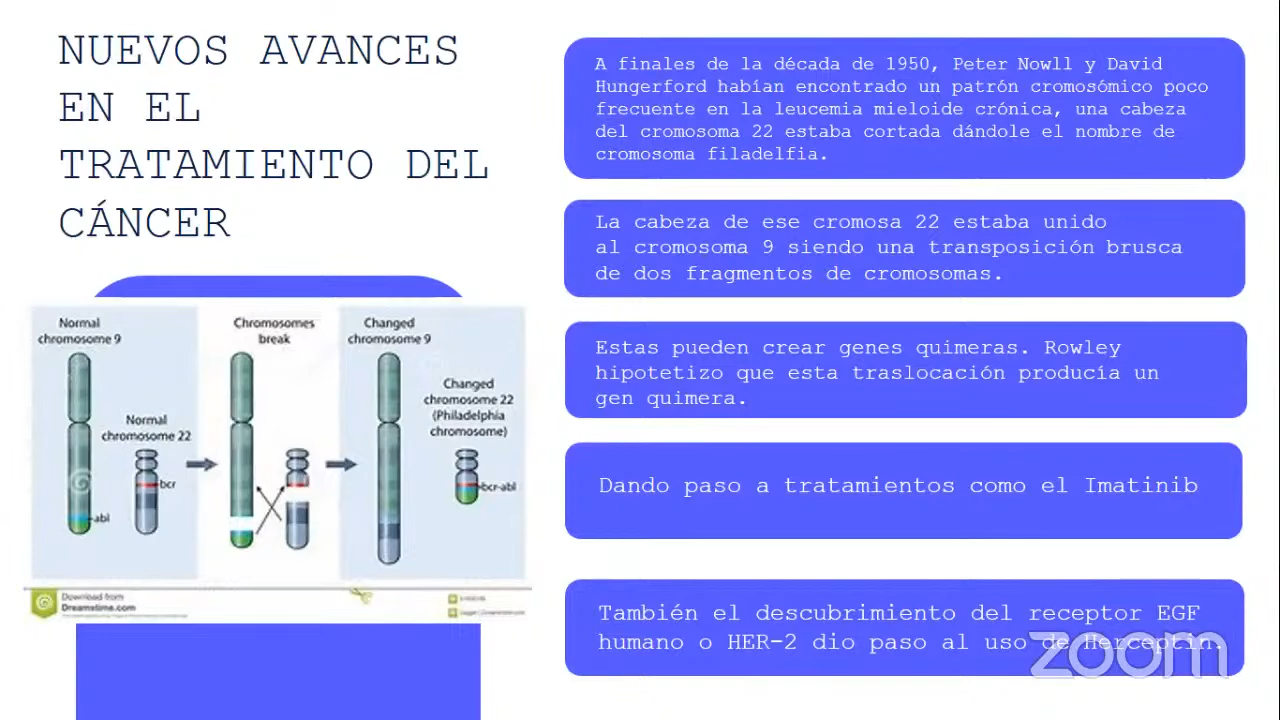 NUEVOS AVANCES
EN EL
TRATAMIENTO DEL
CÁNCER
A finales de la década de 1950, Peter Nowll y David
Hungerford habían encontrado un patrón cromosómico poco
frecuente en la leucemia mieloide crónica, una cabeza
del cromosoma 22 estaba cortada dándole el nombre de
cromosoma filadelfia.
La cabeza de ese cromosa 22 estaba unido
al cromosoma 9 siendo una transposición brusca
de dos fragmentos de cromosomas.
Estas pueden crear genes quimeras. Rowley
hipotetizo que esta traslocación producía un
gen quimera.
Dando paso a tratamientos como el Imatinib
También el descubrimiento del receptor EGF
humano o HER-2 dio paso al uso de Herceptin.
Normal
chromosome 9
Normal
chromosome 22
bcr
abl
Chromosomes
break
Changed
chromosome 9
Changed
chromosome 22
(Philadelphia
chromosome)
bcr-abl
Download from
Dreamstime.com
zoom